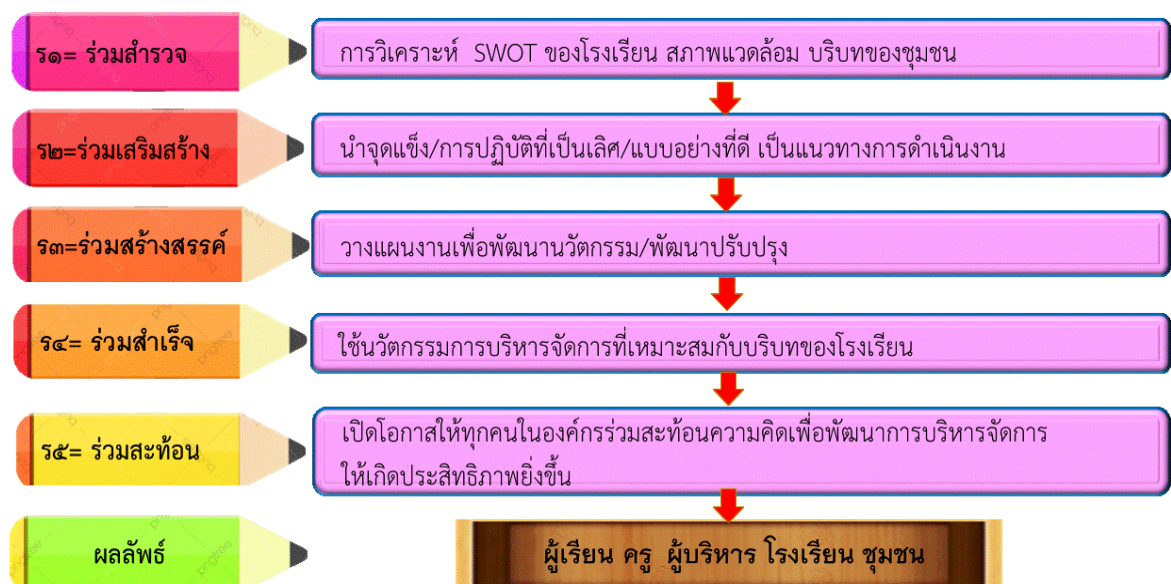 ร๑= ร่วมสำรวจ
การวิเคราะห์ SWOT ของโรงเรียน สภาพแวดล้อม บริบทของชุมชน
ร๒=ร่วมเสริมสร้าง
นำจุดแข็ง/การปฏิบัติที่เป็นเลิศ/แบบอย่างที่ดี เป็นแนวทางการดำเนินงาน
ร๓=ร่วมสร้างสรรค์
วางแผนงานเพื่อพัฒนานวัตกรรม/พัฒนาปรับปรุง
ร๔= ร่วมสำเร็จ
ใช้นวัตกรรมการบริหารจัดการที่เหมาะสมกับบริบทของโรงเรียน
ร๕= ร่วมสะท้อน
เปิดโอกาสให้ทุกคนในองค์กรร่วมสะท้อนความคิดเพื่อพัฒนาการบริหารจัดการ
ให้เกิดประสิทธิภาพยิ่งขึ้น
ผลลัพธ์
ผู้เรียน ครู ผู้บริหาร โรงเรียน ชุมชน